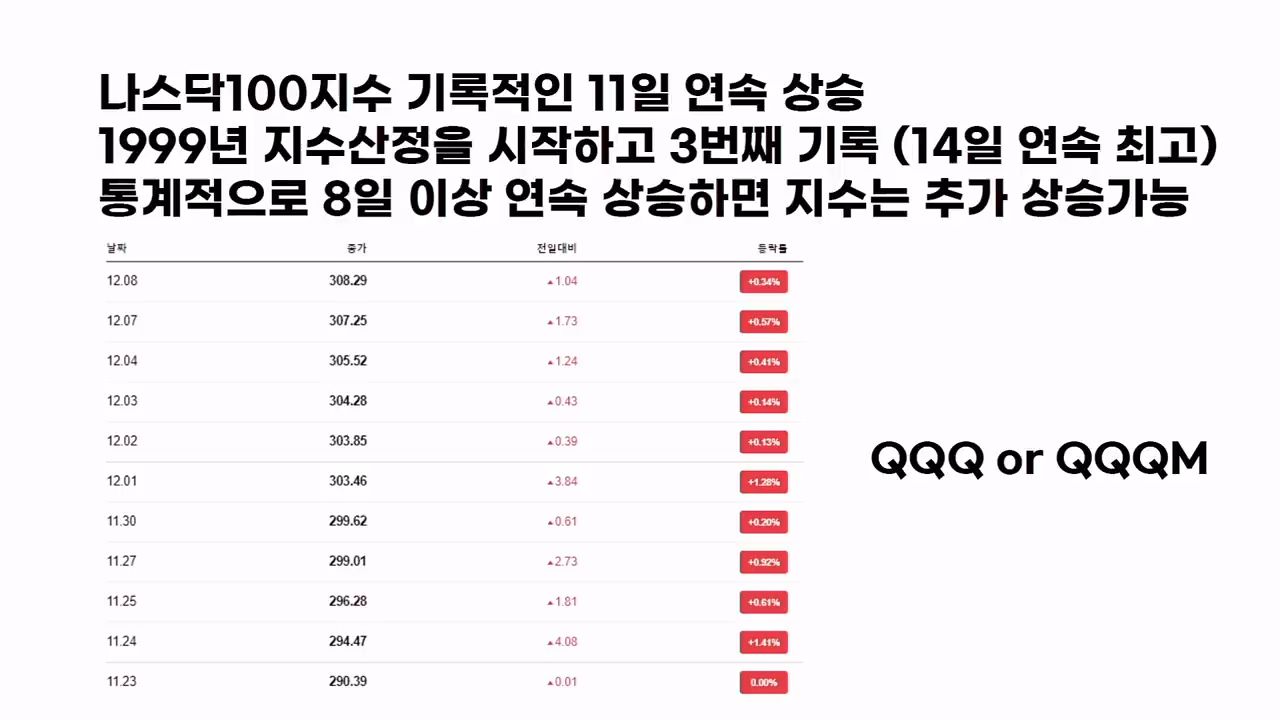 나스닥100지수 기록적인 11일 연속 상승
1999년 지수산정을 시작하고 3번째 기록 (14일 연속 최고)
통계적으로 8일 이상 연속 상승하면 지수는 추가 상승가능
날짜 종가 전일대비 등락률
12.08 308.29 ▲1.04 +0.34%
12.07 307.25 ▲1.73 +0.57%
12.04 305.52 ▲1.24 +0.41%
12.03 304.28 ▲0.43 +0.14%
12.02 303.85 ▲0.39 +0.13%
QQQ or QQQM
12.01 303.46 ▲3.84 +1.28%
11.30 299.62 ▲0.61 +0.20%
11.27 299.01 ▲2.73 +0.92%
11.25 296.28 ▲1.81 +0.61%
11.24 294.47 ▲4.08 +1.41%
11.23 290.39 ▲0.01 0.00%